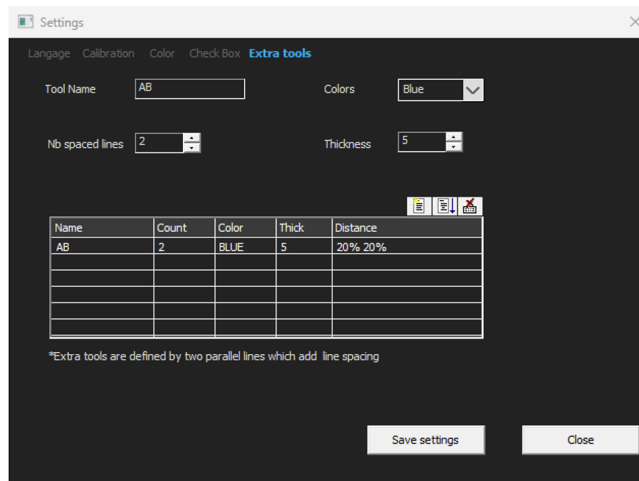 Settings
Langage Calibration Color Check Box Extra tools
Tool Name AB Colors Blue
Nb spaced lines 2 Thickness 5
Name Count Color Thick Distance
AB 2 BLUE 5 20% 20%
*Extra tools are defined by two parallel lines which add line spacing
Save settings Close